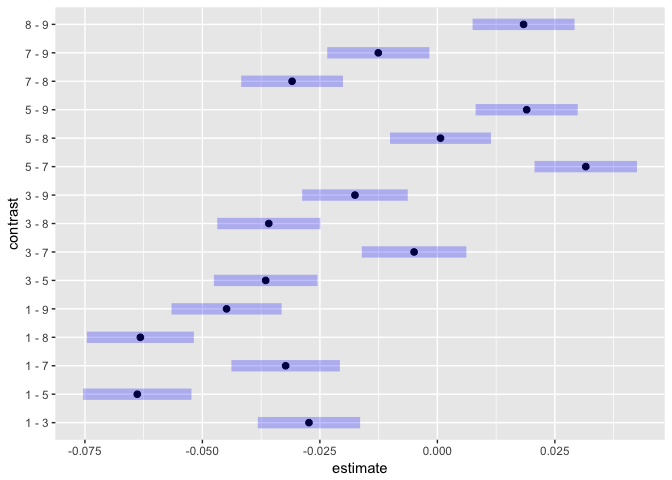 8 - 9
7 - 9
7 - 8
5 - 9
5 - 8
5 - 7
3 - 9
3 - 8
3 - 7
3 - 5
1 - 9
1 - 8
1 - 7
1 - 5
1 - 3
contrast
-0.075 -0.050 -0.025 0.000 0.025
estimate